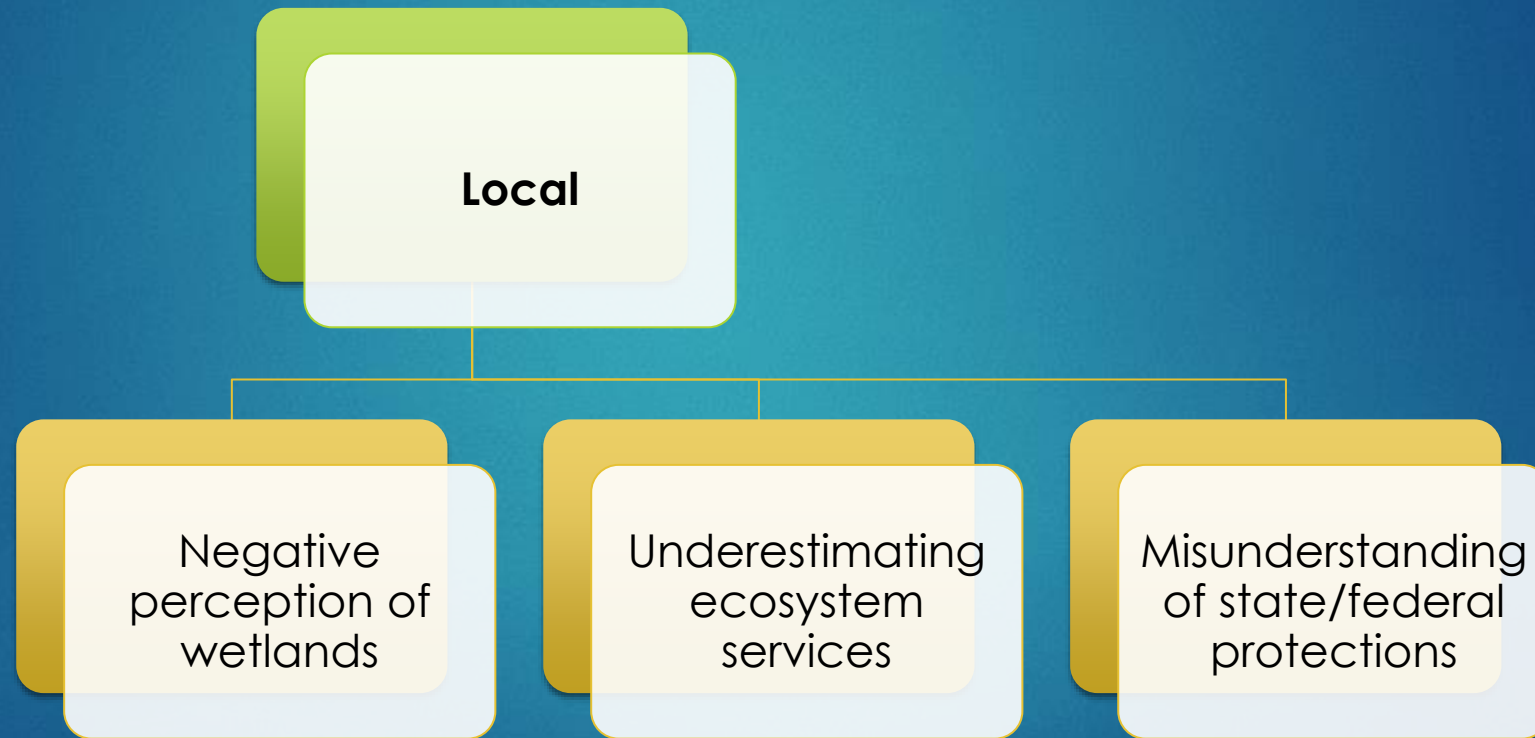 Local
Negative
perception of
wetlands
Underestimating
ecosystem
services
Misunderstanding
of state/federal
protections